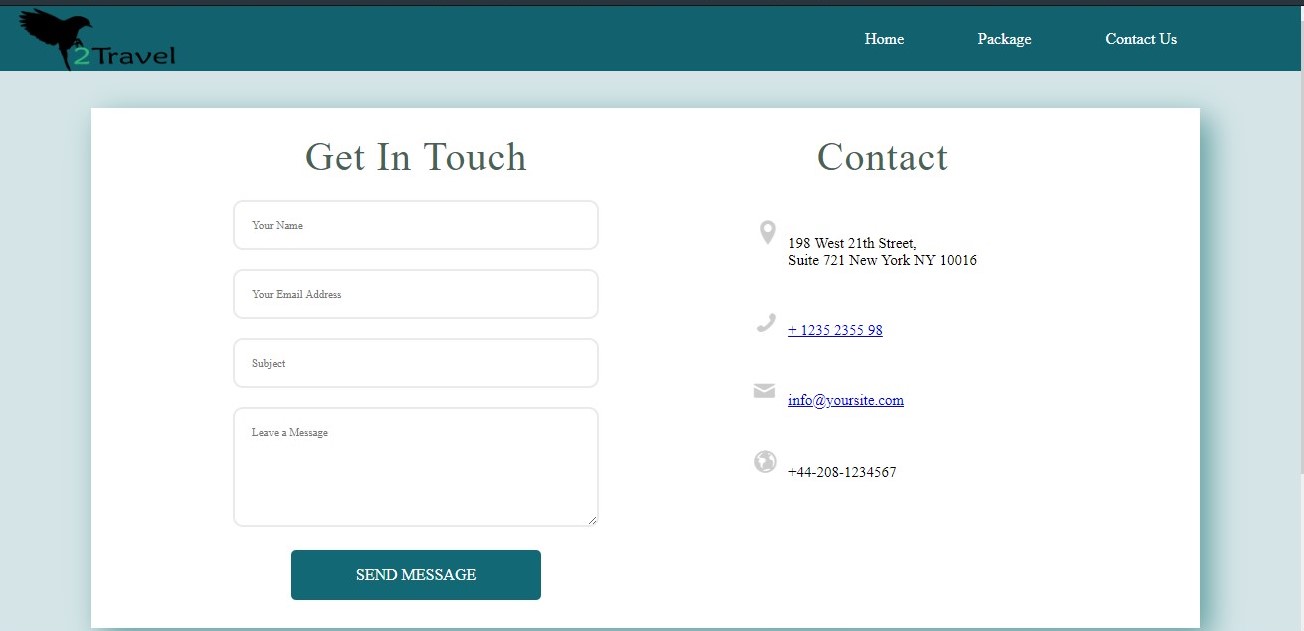 2Travel
Home
Package
Contact Us
Get In Touch
Your Name
Your Email Address
Subject
Leave a Message
SEND MESSAGE
Contact
198 West 21th Street,
Suite 721 New York NY 10016
+ 1235 2355 98
info@yoursite.com
+44-208-1234567